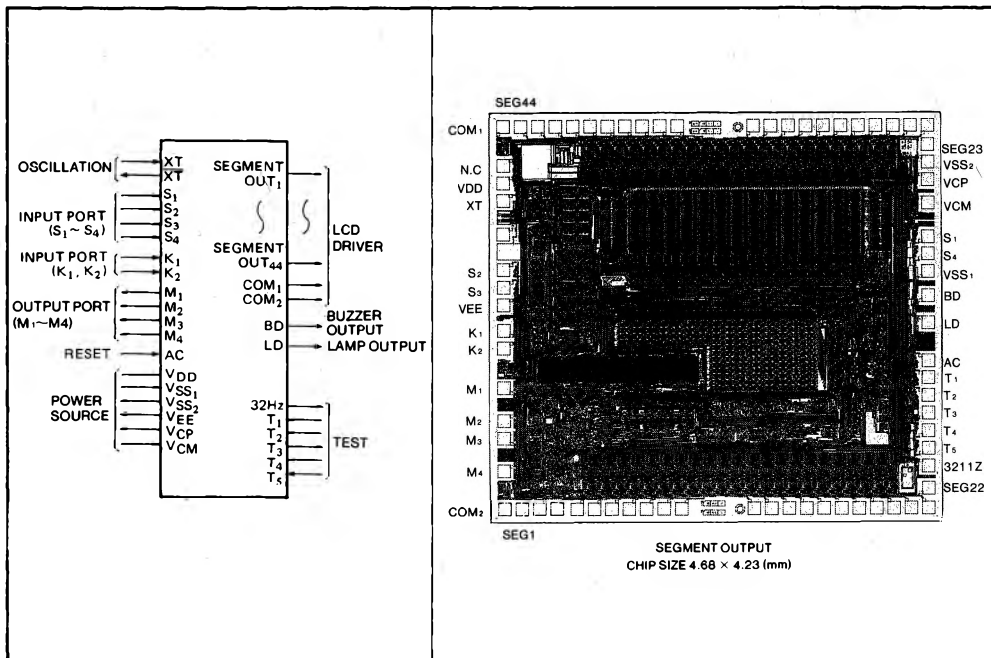 OSCILLATION
XT
XT
INPUT PORT
(S1~ S4)
S1
S2
S3
S4
INPUT PORT
(K1, K2)
K1
K2
OUTPUT PORT
(M1~M4)
M1
M2
M3
M4
RESET
AC
POWER
SOURCE
VDD
VSS1
VSS2
VEE
VCP
VCM
SEGMENT
OUT1
SEGMENT
OUT44
COM1
COM2
LCD
DRIVER
BD
BUZZER
OUTPUT
LD
LAMP OUTPUT
32Hz
T1
T2
T3
T4
T5
TEST
SEG44
COM1
N.C
VDD
XT
S2
S3
VEE
K1
K2
M1
M2
M3
M4
COM2
SEG1
SEG23
VSS2
VCP
VCM
S1
S4
VSS1
BD
LD
AC
T1
T2
T3
T4
T5
3211Z
SEG22
SEGMENT OUTPUT
CHIP SIZE 4.68 × 4.23 (mm)